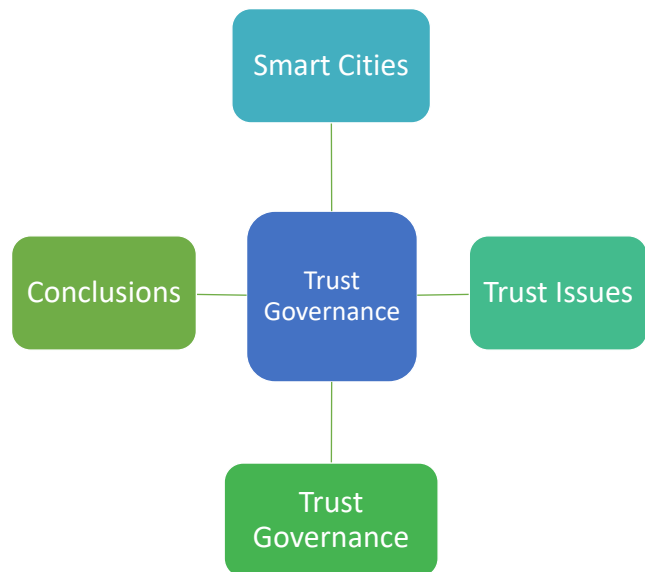 Smart Cities
Conclusions
Trust
Governance
Trust Issues
Trust
Governance